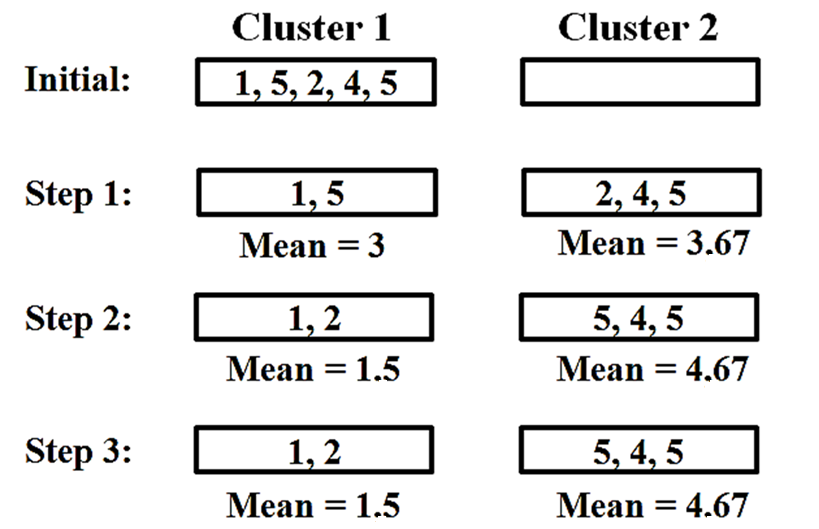 Cluster 1 Cluster 2
Initial: 1, 5, 2, 4, 5
Step 1: 1, 5 2, 4, 5
Mean = 3 Mean = 3.67
Step 2: 1, 2 5, 4, 5
Mean = 1.5 Mean = 4.67
Step 3: 1, 2 5, 4, 5
Mean = 1.5 Mean = 4.67